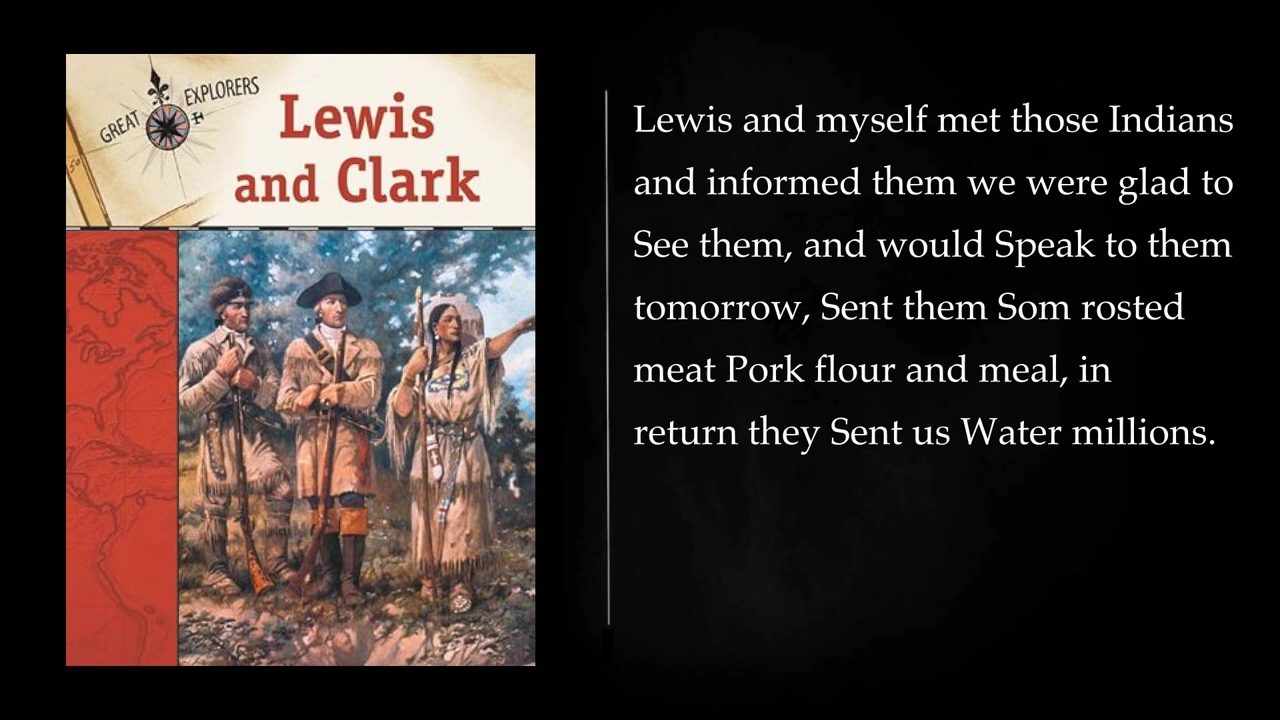 GREAT EXPLORERS
Lewis
and Clark
Lewis and myself met those Indians
and informed them we were glad to
See them, and would Speak to them
tomorrow, Sent them Som rosted
meat Pork flour and meal, in
return they Sent us Water millions.